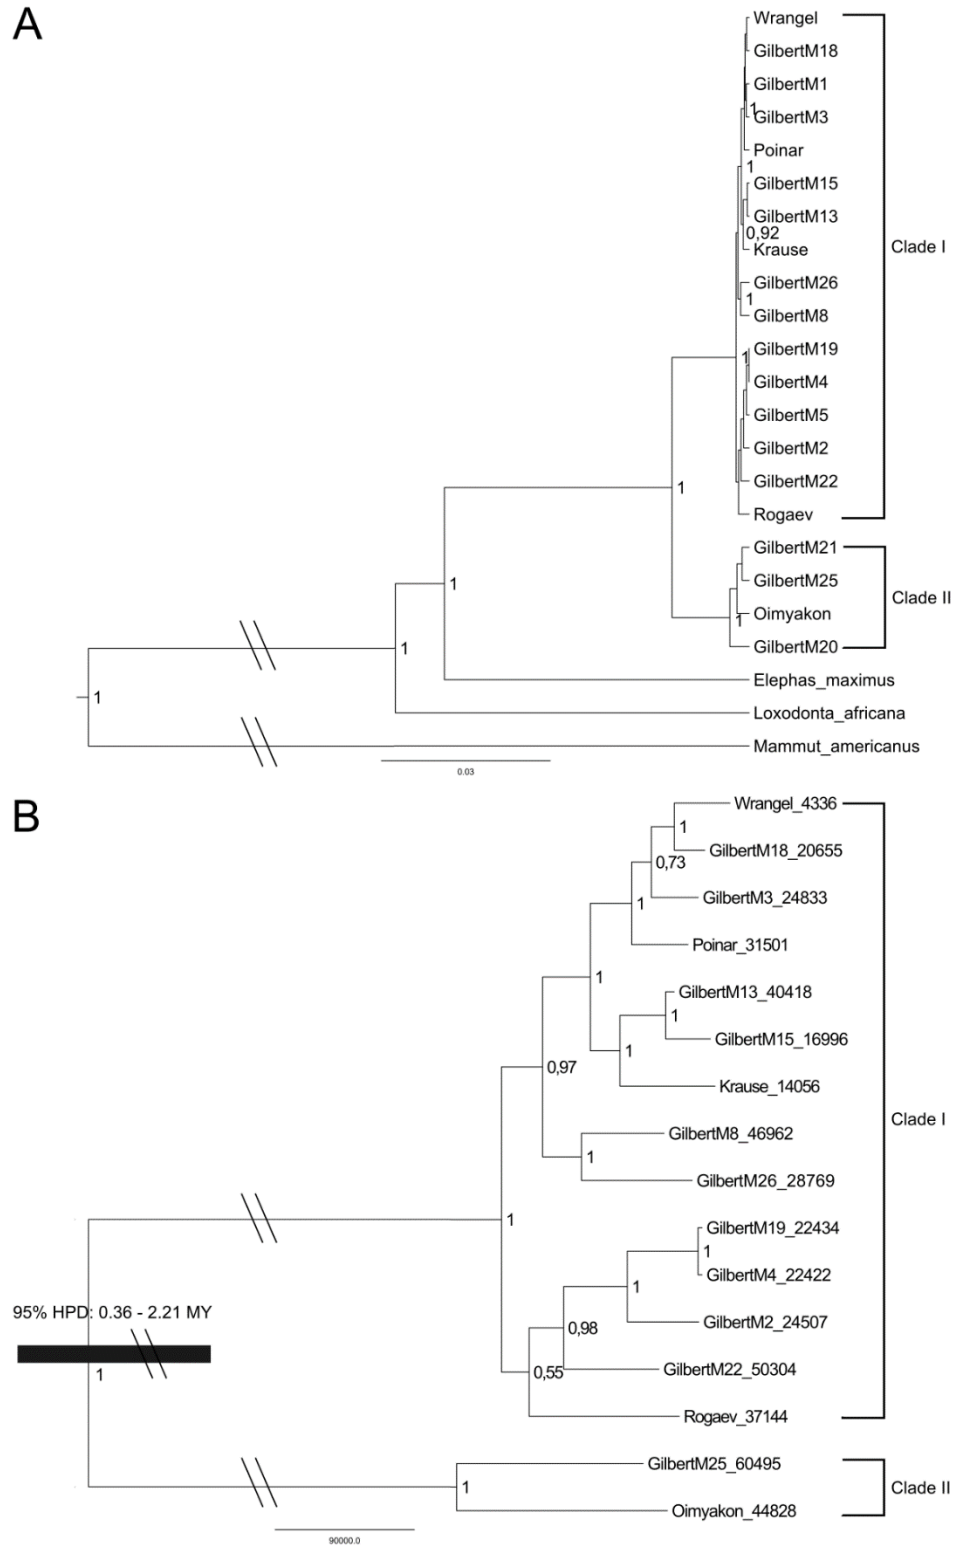 A
Wrangel
GilbertM18
GilbertM1
1
GilbertM3
Poinar
1
GilbertM15
GilbertM13
0,92
Krause
Clade I
GilbertM26
1
GilbertM8
GilbertM19
1
GilbertM4
GilbertM5
GilbertM2
GilbertM22
1
Rogaev
GilbertM21
GilbertM25
1
Clade II
Oimyakon
1
GilbertM20
1
Elephas_maximus
1
Loxodonta_africana
Mammut_americanus
0.03
B
Wrangel_4336
1
GilbertM18_20655
0,73
GilbertM3_24833
1
Poinar_31501
1
GilbertM13_40418
1
GilbertM15_16996
1
0,97
Krause_14056
Clade I
GilbertM8_46962
1
GilbertM26_28769
1
GilbertM19_22434
1
GilbertM4_22422
1
95% HPD: 0.36 - 2.21 MY
GilbertM2_24507
0,98
GilbertM22_50304
0,55
1
Rogaev_37144
GilbertM25_60495
1
Clade II
Oimyakon_44828
90000.0